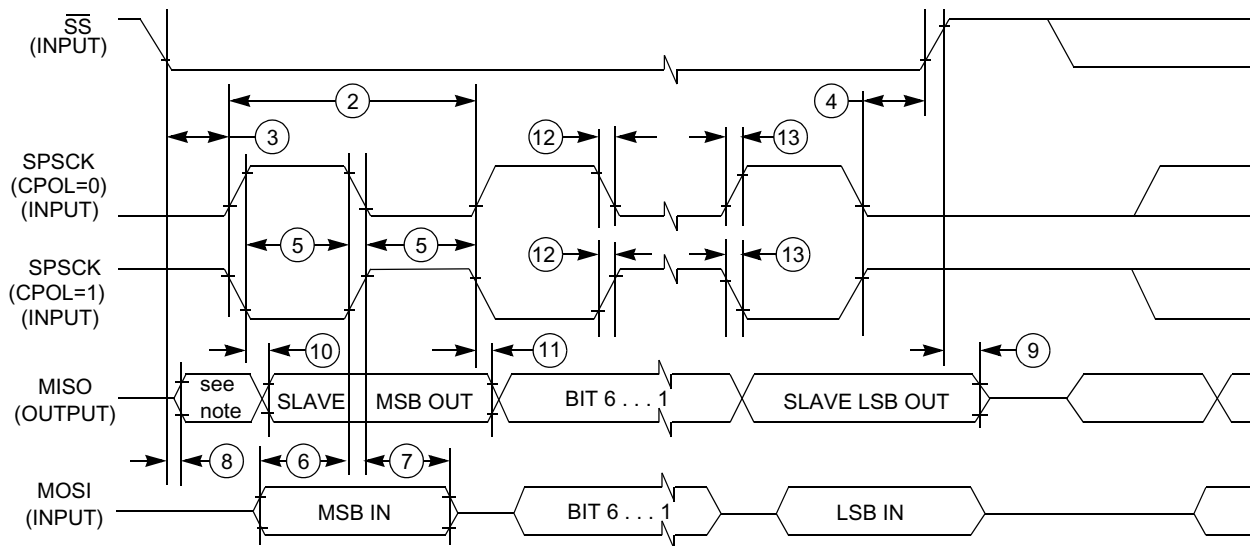 SS
(INPUT)
2
4
3
12
13
SPSCK
(CPOL=0)
(INPUT)
5
5
12
13
SPSCK
(CPOL=1)
(INPUT)
10
11
9
MISO
(OUTPUT)
see
note
SLAVE
MSB OUT
BIT 6 . . . 1
SLAVE LSB OUT
8
6
7
MOSI
(INPUT)
MSB IN
BIT 6 . . . 1
LSB IN